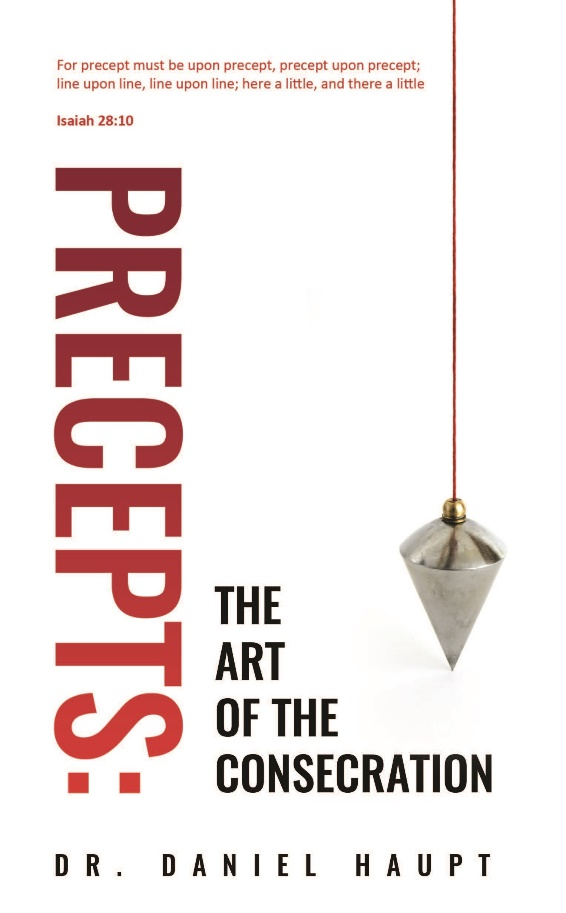 For precept must be upon precept, precept upon precept;
line upon line, line upon line; here a little, and there a little
Isaiah 28:10
PRECEPTS:
THE
ART
OF THE
CONSECRATION
DR. DANIEL HAUPT